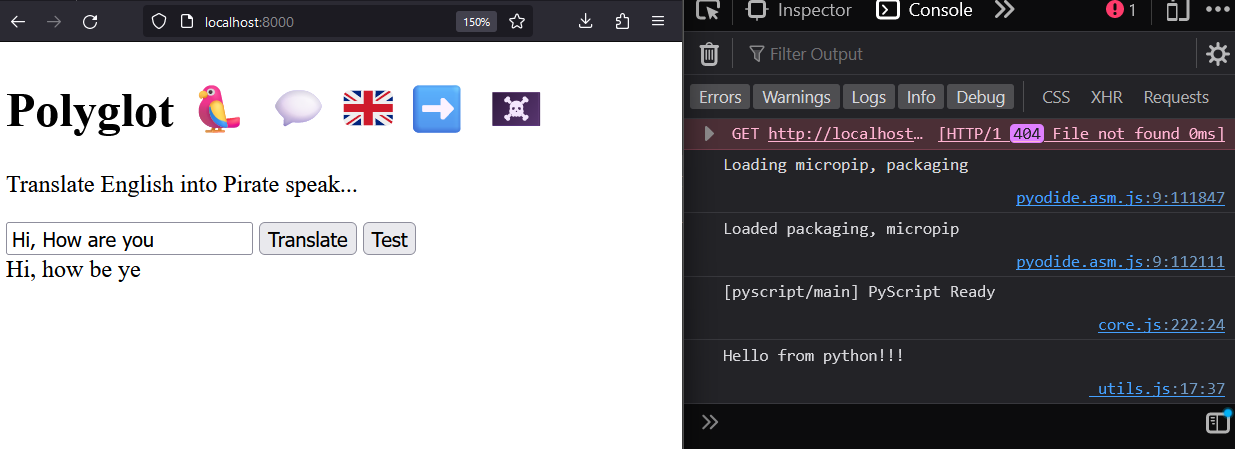 localhost:8000
150%
Polyglot 🦜 💬 🇬🇧 ➡️ 🏴‍☠️
Translate English into Pirate speak...
Hi, How are you
Translate
Test
Hi, how be ye
Inspector
Console
1
Filter Output
Errors
Warnings
Logs
Info
Debug
CSS
XHR
Requests
GET http://localhost… [HTTP/1 404 File not found 0ms]
Loading micropip, packaging
pyodide.asm.js:9:111847
Loaded packaging, micropip
pyodide.asm.js:9:112111
[pyscript/main] PyScript Ready
core.js:222:24
Hello from python!!!
_utils.js:17:37